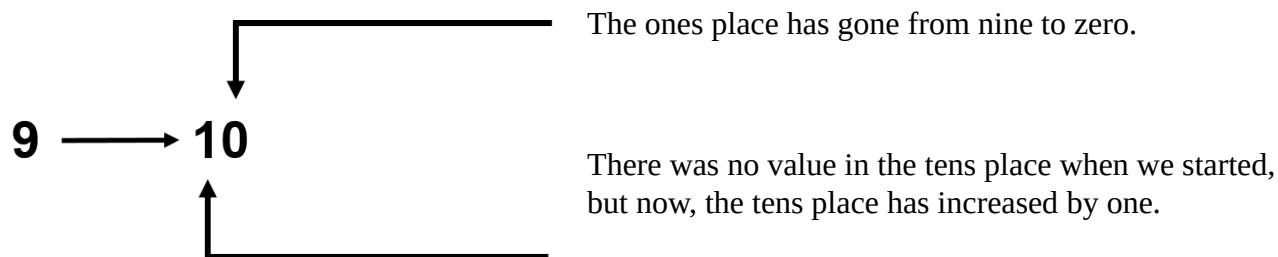 The ones place has gone from nine to zero.
9 10
There was no value in the tens place when we started,
but now, the tens place has increased by one.